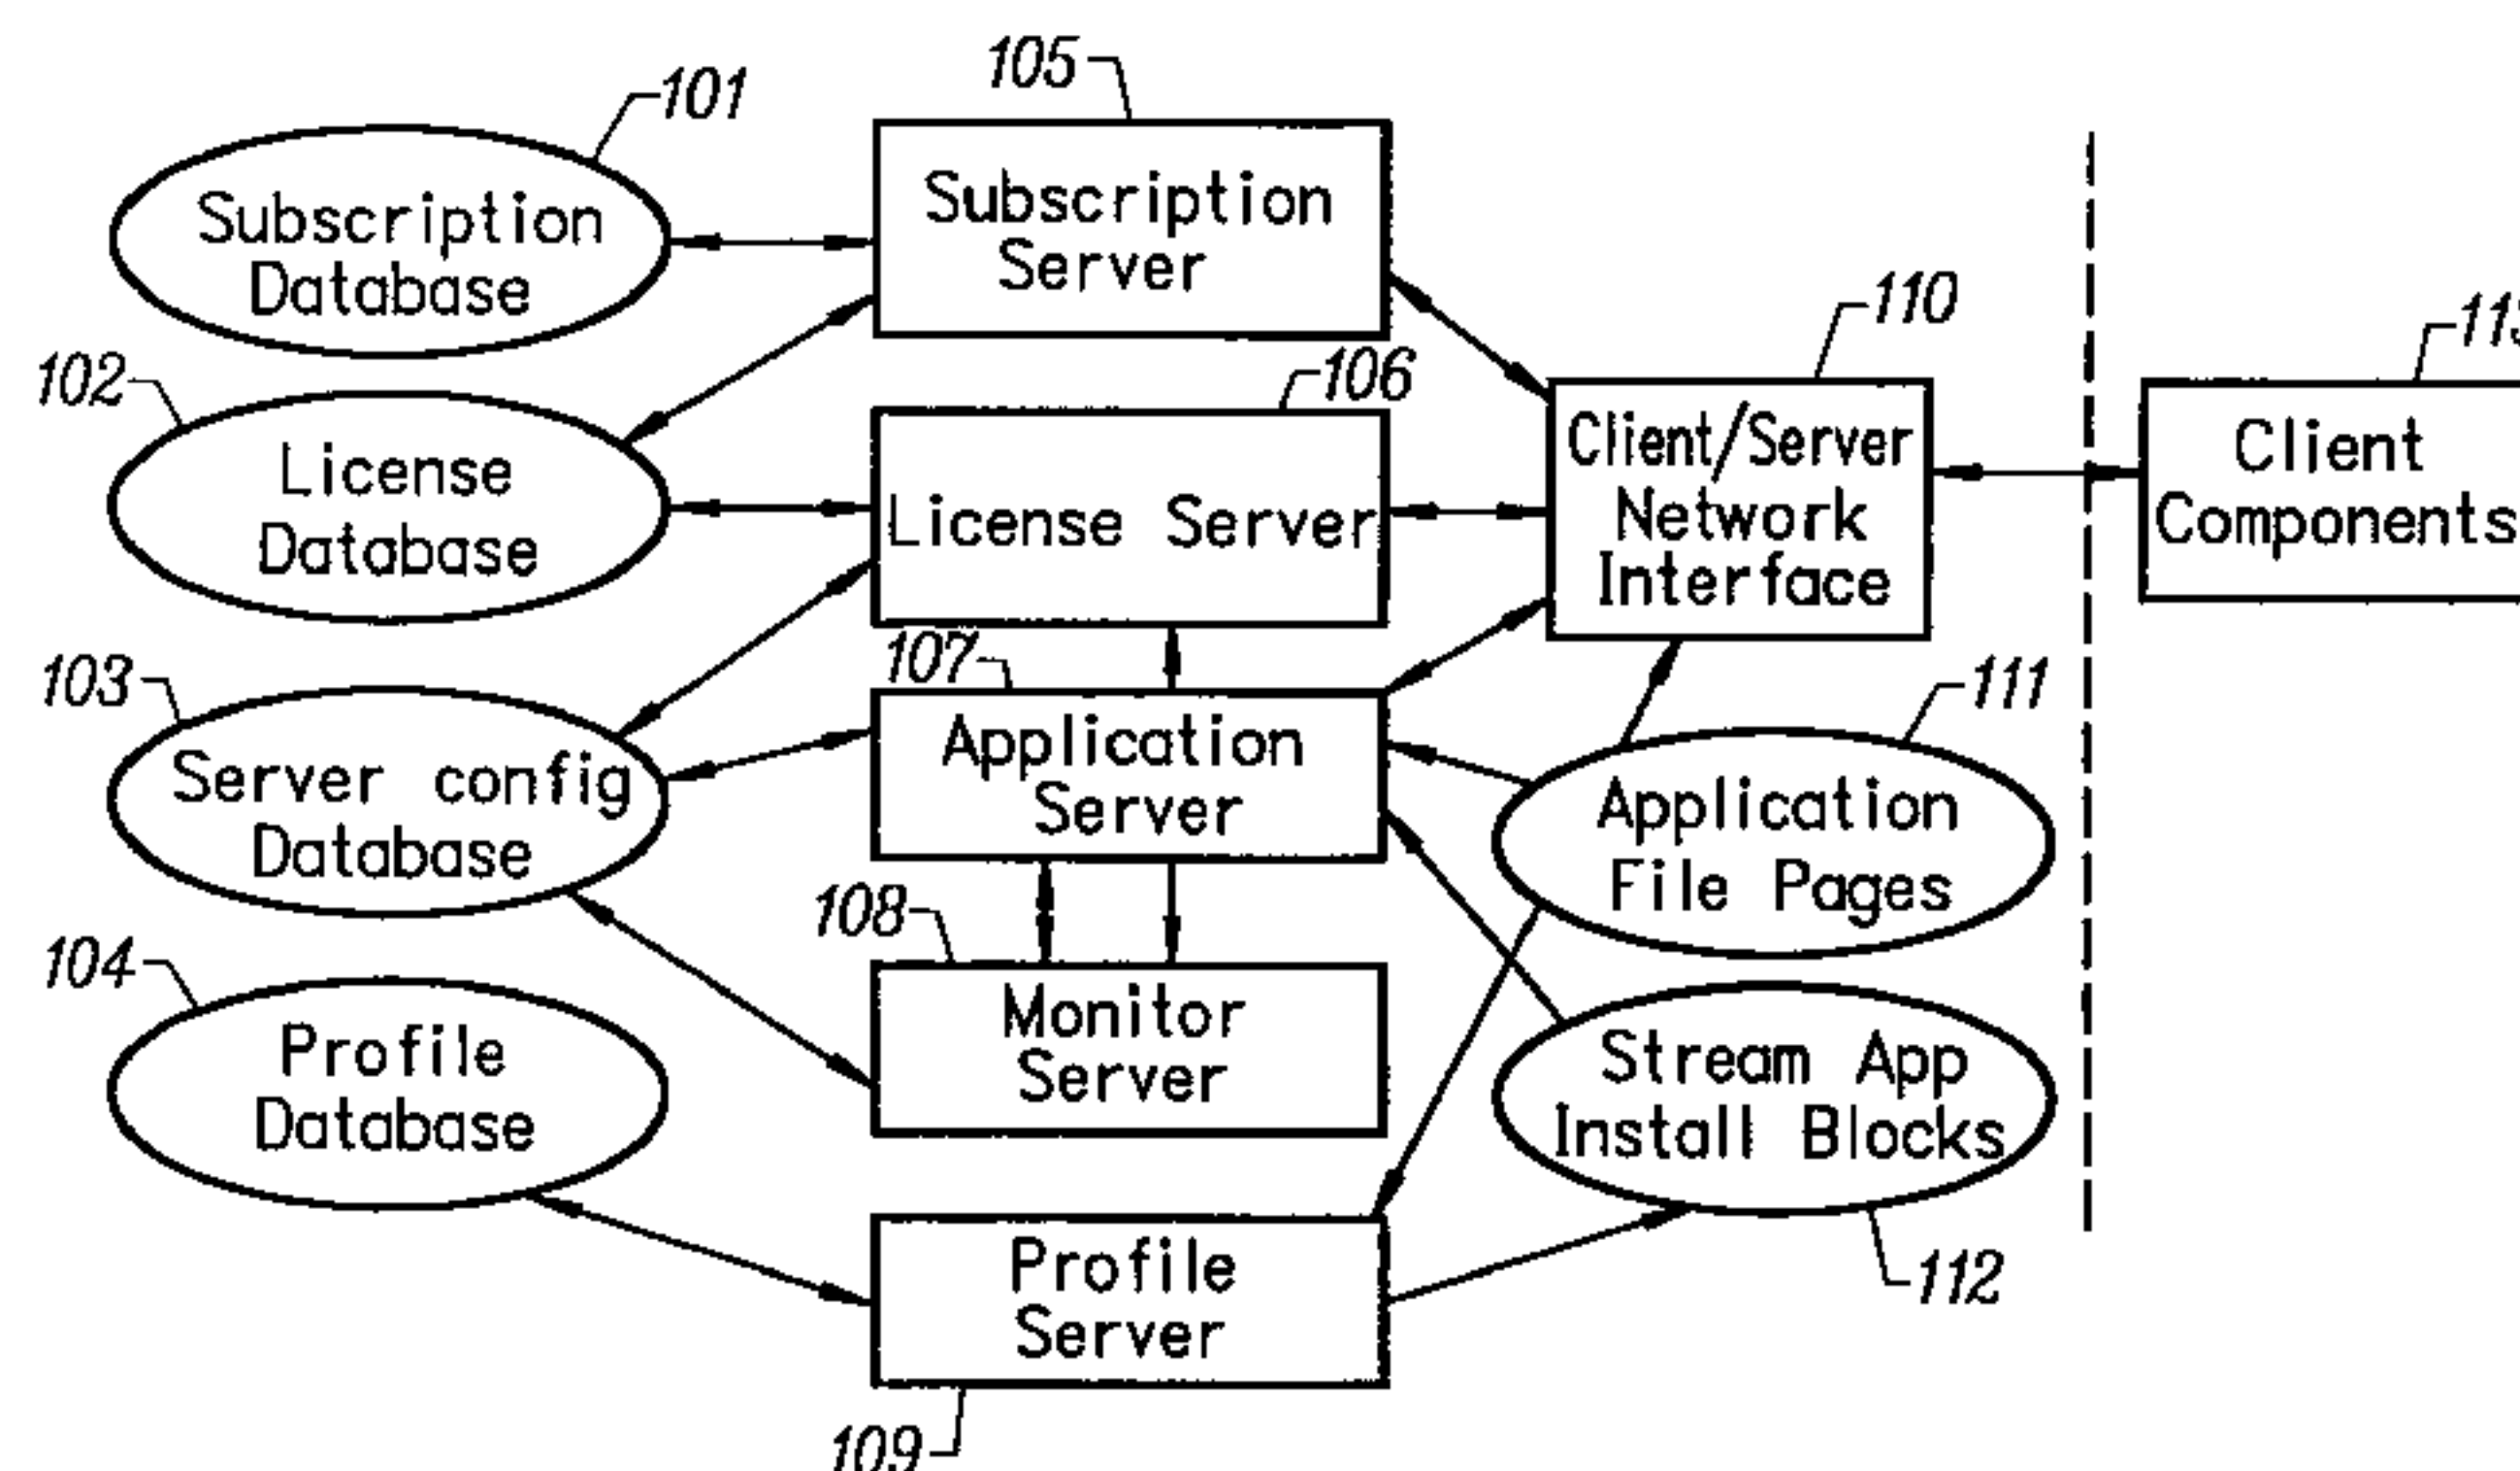 105
101
Subscription
Database
Subscription
Server
110
102
106
License
Database
License Server
Client/Server
Network
Interface
Client
Components
103
107
111
Server config
Database
Application
Server
Application
File Pages
104
108
Profile
Database
Monitor
Server
Stream App
Install Blocks
Profile
Server
112
109